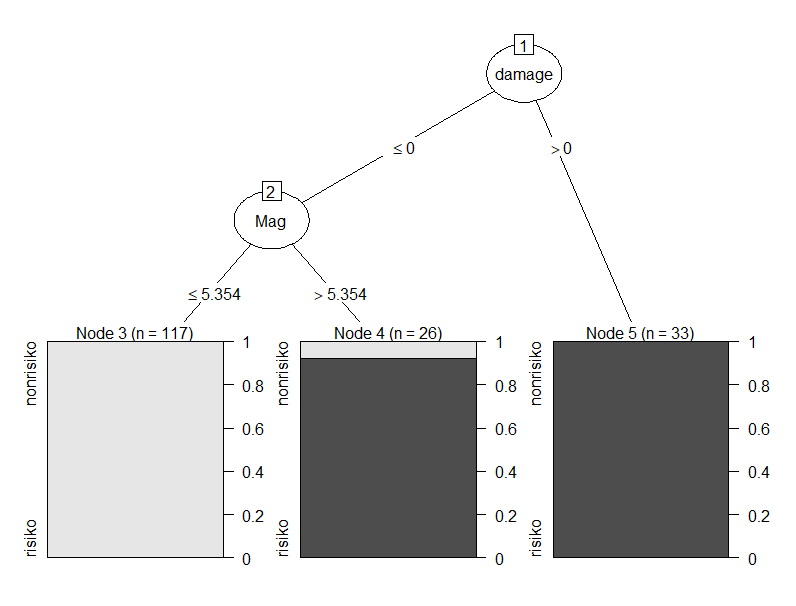 1
damage
≤ 0
> 0
2
Mag
≤ 5.354
> 5.354
Node 3 (n = 117)
risiko
nonrisiko
0
0.2
0.4
0.6
0.8
1
Node 4 (n = 26)
risiko
nonrisiko
0
0.2
0.4
0.6
0.8
1
Node 5 (n = 33)
risiko
nonrisiko
0
0.2
0.4
0.6
0.8
1